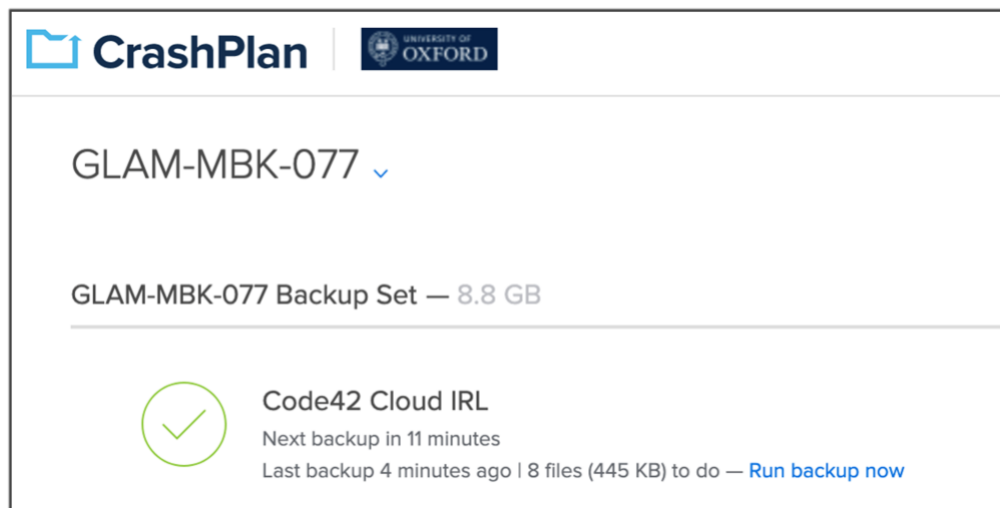 CrashPlan
UNIVERSITY OF
OXFORD
GLAM-MBK-077
GLAM-MBK-077 Backup Set — 8.8 GB
Code42 Cloud IRL
Next backup in 11 minutes
Last backup 4 minutes ago | 8 files (445 KB) to do — Run backup now